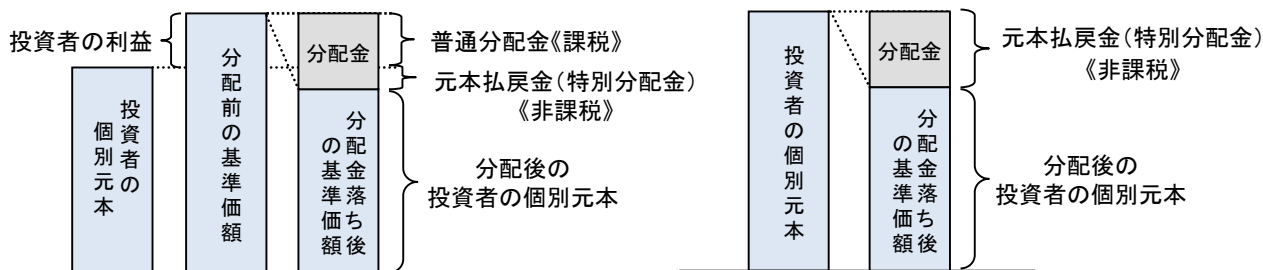 投資者の利益
投資者の
個別元本
分配前の基準価額
分配金
分配金落ち後
の基準価額
普通分配金《課税》
元本払戻金(特別分配金)
《非課税》
分配後の
投資者の個別元本
投資者の個別元本
分配金
分配金落ち後
の基準価額
元本払戻金(特別分配金)
《非課税》
分配後の
投資者の個別元本